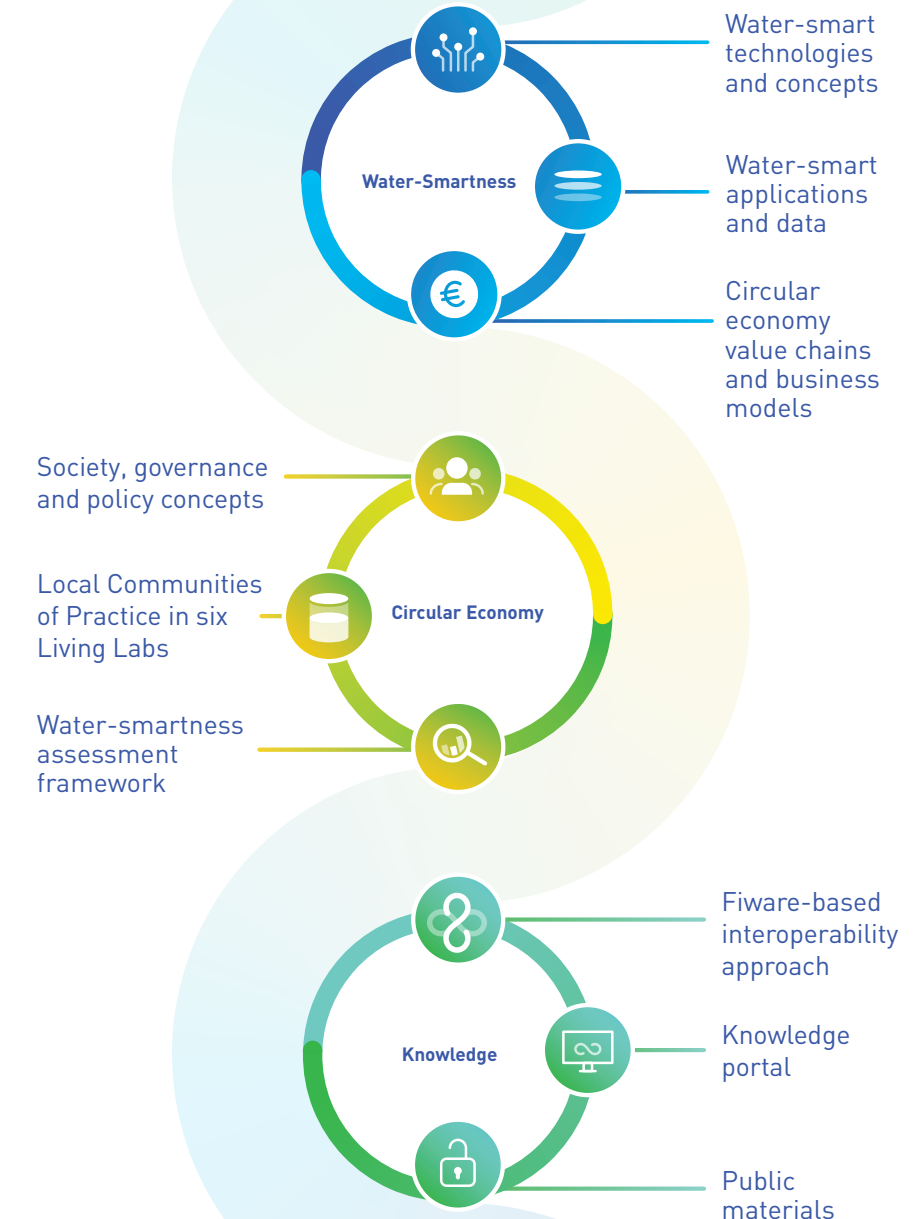 Water-smart
technologies
and concepts
Water-Smartness
Water-smart
applications
and data
€
Circular
economy
value chains
and business
models
Society, governance
and policy concepts
Local Communities
of Practice in six
Living Labs
Circular Economy
Water-smartness
assessment
framework
Fiware-based
interoperability
approach
Knowledge
Knowledge
portal
Public
materials